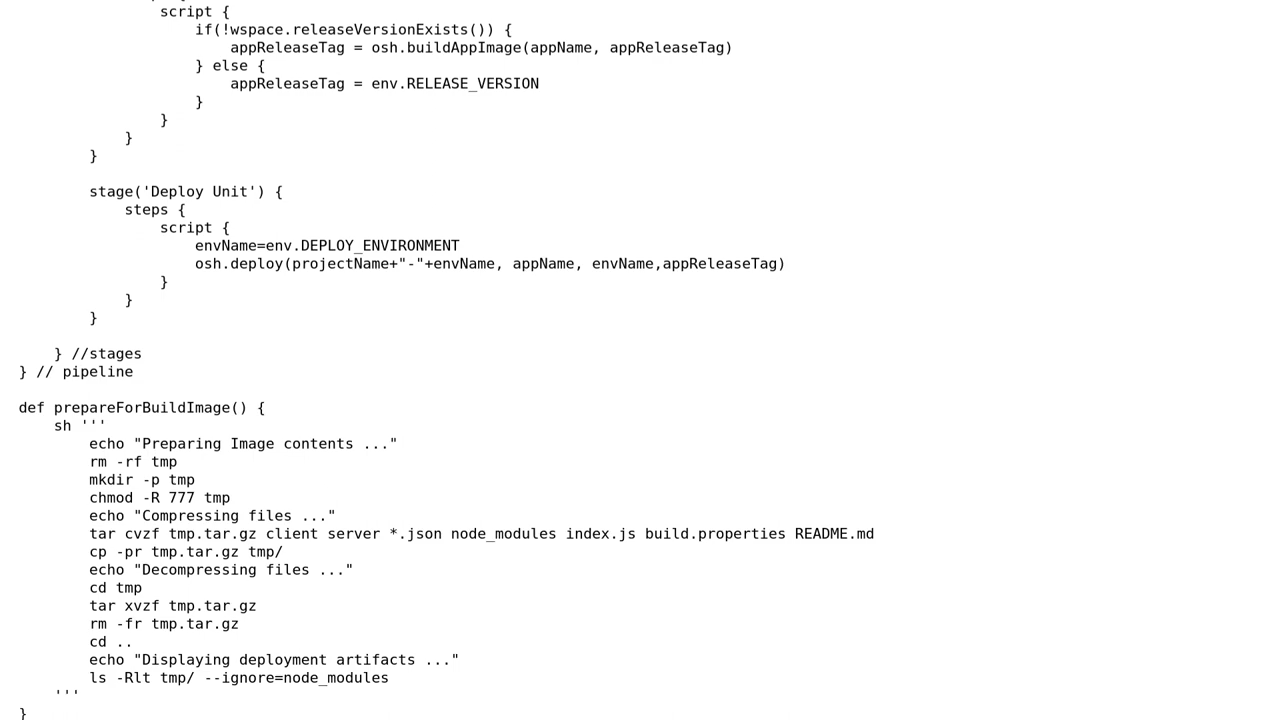 script {
if(!wspace.releaseVersionExists()) {
appReleaseTag = osh.buildAppImage(appName, appReleaseTag)
} else {
appReleaseTag = env.RELEASE_VERSION
}
}
}
}
stage('Deploy Unit') {
steps {
script {
envName=env.DEPLOY_ENVIRONMENT
osh.deploy(projectName+"-"+envName, appName, envName,appReleaseTag)
}
}
}
} //stages
} // pipeline
def prepareForBuildImage() {
sh '''
echo "Preparing Image contents ..."
rm -rf tmp
mkdir -p tmp
chmod -R 777 tmp
echo "Compressing files ..."
tar cvzf tmp.tar.gz client server *.json node_modules index.js build.properties README.md
cp -pr tmp.tar.gz tmp/
echo "Decompressing files ..."
cd tmp
tar xvzf tmp.tar.gz
rm -fr tmp.tar.gz
cd ..
echo "Displaying deployment artifacts ..."
ls -Rlt tmp/ --ignore=node_modules
'''
}